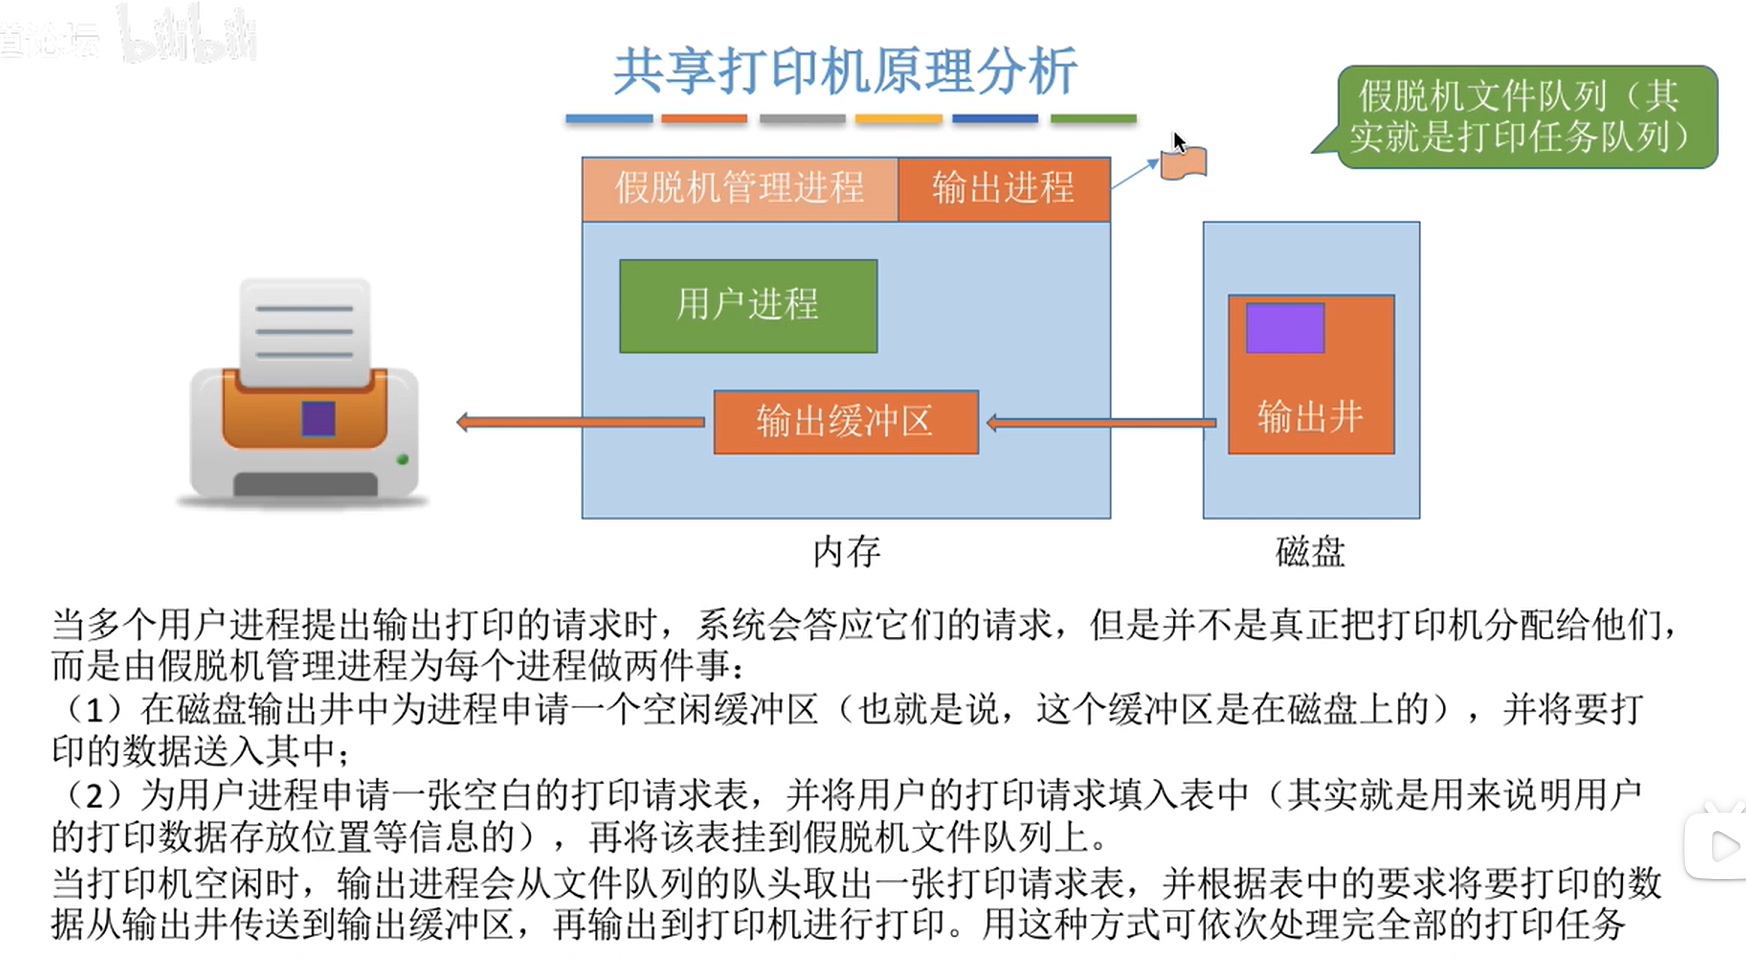 道论坛 bilibili
共享打印机原理分析
假脱机文件队列（其
实就是打印任务队列）
假脱机管理进程
输出进程
用户进程
输出缓冲区
输出井
内存
磁盘
当多个用户进程提出输出打印的请求时，系统会答应它们的请求，但是并不是真正把打印机分配给他们，
而是由假脱机管理进程为每个进程做两件事：
（1）在磁盘输出井中为进程申请一个空闲缓冲区（也就是说，这个缓冲区是在磁盘上的），并将要打
印的数据送入其中；
（2）为用户进程申请一张空白的打印请求表，并将用户的打印请求填入表中（其实就是用来说明用户
的打印数据存放位置等信息的），再将该表挂到假脱机文件队列上。
当打印机空闲时，输出进程会从文件队列的队头取出一张打印请求表，并根据表中的要求将要打印的数
据从输出井传送到输出缓冲区，再输出到打印机进行打印。用这种方式可依次处理完全部的打印任务